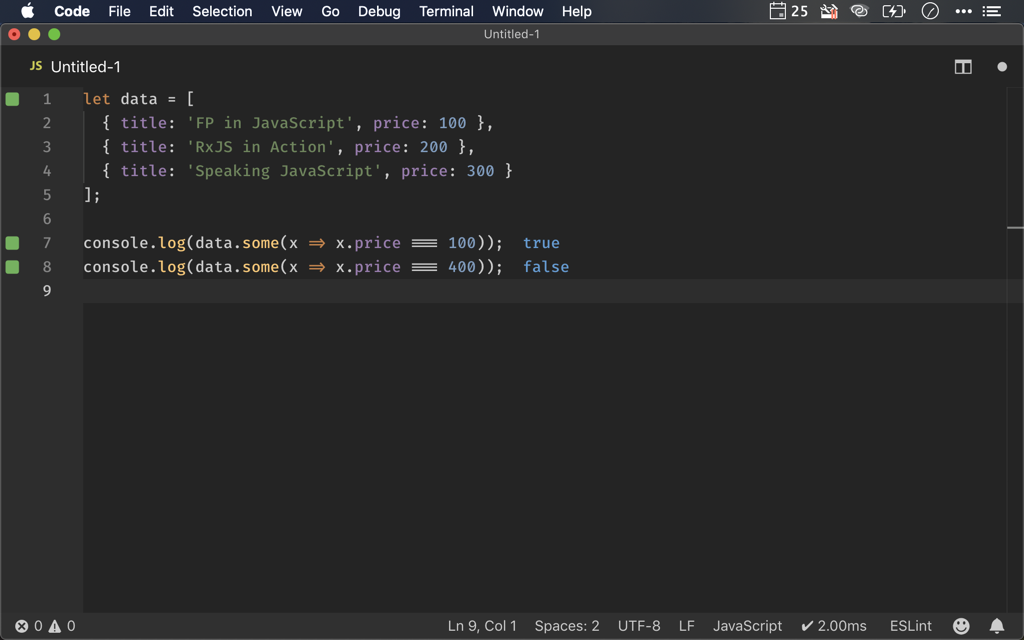 Code File Edit Selection View Go Debug Terminal Window Help 25
Untitled-1
JS Untitled-1
1 let data = [
2 { title: 'FP in JavaScript', price: 100 },
3 { title: 'RxJS in Action', price: 200 },
4 { title: 'Speaking JavaScript', price: 300 }
5 ];
6
7 console.log(data.some(x => x.price === 100)); true
8 console.log(data.some(x => x.price === 400)); false
9
0 0 Ln 9, Col 1 Spaces: 2 UTF-8 LF JavaScript ✔ 2.00ms ESLint